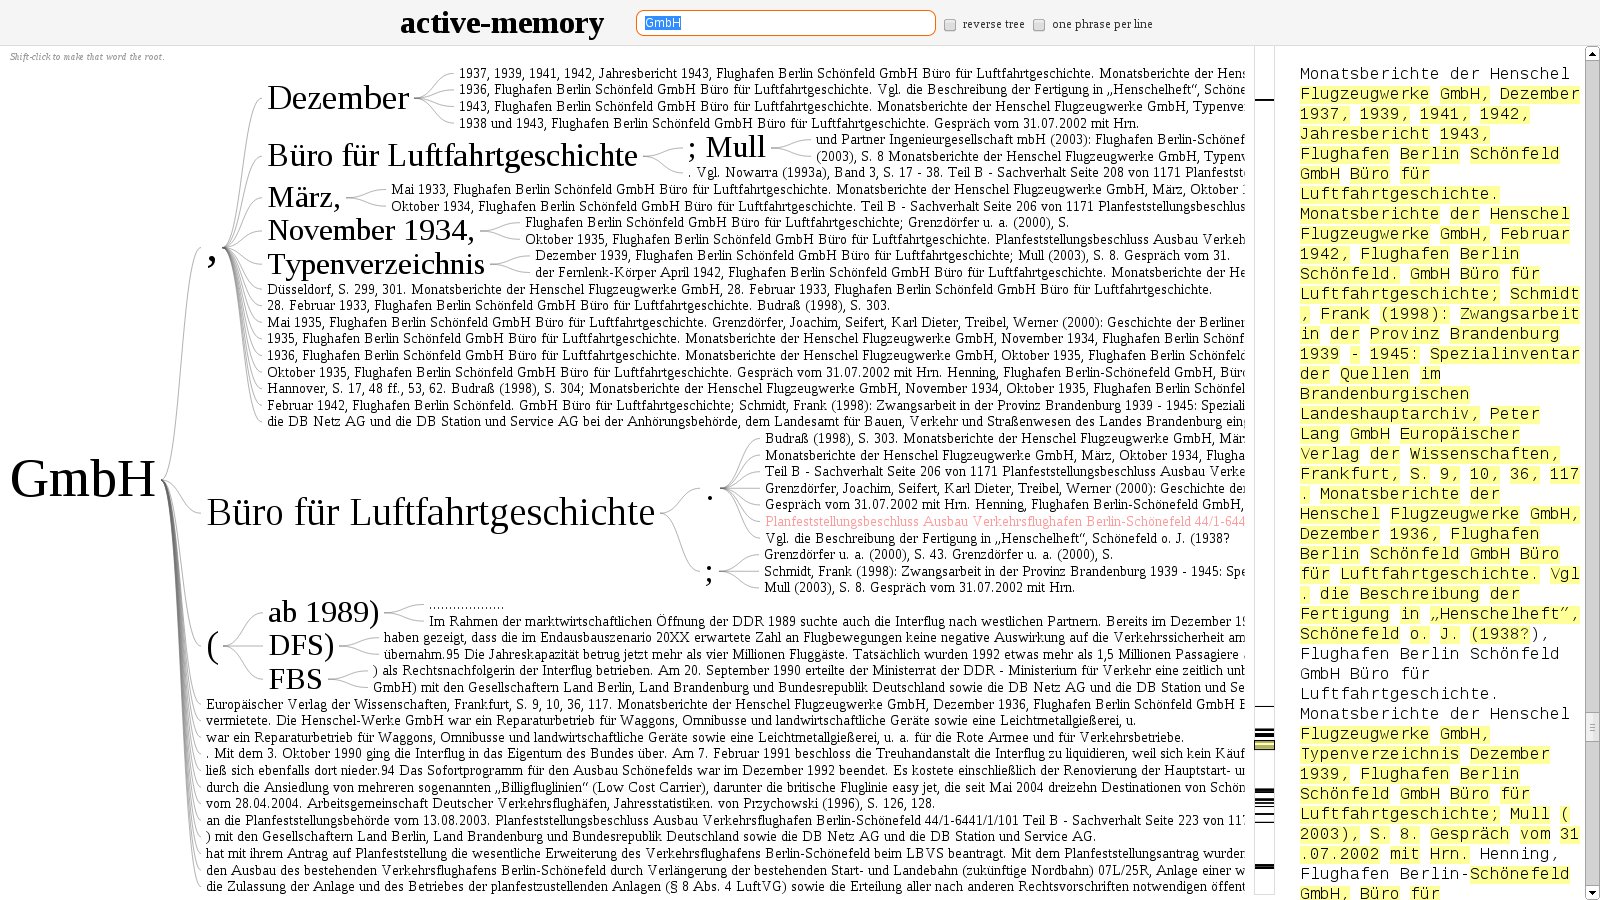 active-memory
GmbH
reverse tree
one phrase per line
Shift-click to make that word the root.
GmbH
,
Dezember
1937, 1939, 1941, 1942, Jahresbericht 1943, Flughafen Berlin Schönfeld GmbH Büro für Luftfahrtgeschichte. Monatsberichte der Hens
1936, Flughafen Berlin Schönfeld GmbH Büro für Luftfahrtgeschichte. Vgl. die Beschreibung der Fertigung in „Henschelheft“, Schöne
1943, Flughafen Berlin Schönfeld GmbH Büro für Luftfahrtgeschichte. Monatsberichte der Henschel Flugzeugwerke GmbH, Typenve
1938 und 1943, Flughafen Berlin Schönfeld GmbH Büro für Luftfahrtgeschichte. Gespräch vom 31.07.2002 mit Hrn.
Büro für Luftfahrtgeschichte
; Mull
und Partner Ingenieurgesellschaft mbH (2003): Flughafen Berlin-Schönef
(2003), S. 8 Monatsberichte der Henschel Flugzeugwerke GmbH, Typenv
. Vgl. Nowarra (1993a), Band 3, S. 17 - 38. Teil B - Sachverhalt Seite 208 von 1171 Planfestst
März,
Mai 1933, Flughafen Berlin Schönfeld GmbH Büro für Luftfahrtgeschichte. Monatsberichte der Henschel Flugzeugwerke GmbH, März, Oktober
Oktober 1934, Flughafen Berlin Schönfeld GmbH Büro für Luftfahrtgeschichte. Teil B - Sachverhalt Seite 206 von 1171 Planfeststellungsbeschlus
November 1934,
Flughafen Berlin Schönfeld GmbH Büro für Luftfahrtgeschichte; Grenzdörfer u. a. (2000), S.
Oktober 1935, Flughafen Berlin Schönfeld GmbH Büro für Luftfahrtgeschichte. Planfeststellungsbeschluss Ausbau Verkeh
Typenverzeichnis
Dezember 1939, Flughafen Berlin Schönfeld GmbH Büro für Luftfahrtgeschichte; Mull (2003), S. 8. Gespräch vom 31.
der Fernlenk-Körper April 1942, Flughafen Berlin Schönfeld GmbH Büro für Luftfahrtgeschichte. Monatsberichte der He
Düsseldorf, S. 299, 301. Monatsberichte der Henschel Flugzeugwerke GmbH, 28. Februar 1933, Flughafen Berlin Schönfeld GmbH Büro für Luftfahrtgeschichte.
28. Februar 1933, Flughafen Berlin Schönfeld GmbH Büro für Luftfahrtgeschichte. Budraß (1998), S. 303.
Mai 1935, Flughafen Berlin Schönfeld GmbH Büro für Luftfahrtgeschichte. Grenzdörfer, Joachim, Seifert, Karl Dieter, Treibel, Werner (2000): Geschichte der Berliner
1935, Flughafen Berlin Schönfeld GmbH Büro für Luftfahrtgeschichte. Monatsberichte der Henschel Flugzeugwerke GmbH, November 1934, Flughafen Berlin Schönf
1936, Flughafen Berlin Schönfeld GmbH Büro für Luftfahrtgeschichte. Monatsberichte der Henschel Flugzeugwerke GmbH, Oktober 1935, Flughafen Berlin Schönfeld
Oktober 1935, Flughafen Berlin Schönfeld GmbH Büro für Luftfahrtgeschichte. Gespräch vom 31.07.2002 mit Hrn. Henning, Flughafen Berlin-Schönefeld GmbH, Büro
Hannover, S. 17, 48 ff., 53, 62. Budraß (1998), S. 304; Monatsberichte der Henschel Flugzeugwerke GmbH, November 1934, Oktober 1935, Flughafen Berlin Schönfel
Februar 1942, Flughafen Berlin Schönfeld. GmbH Büro für Luftfahrtgeschichte; Schmidt, Frank (1998): Zwangsarbeit in der Provinz Brandenburg 1939 - 1945: Speziali
die DB Netz AG und die DB Station und Service AG bei der Anhörungsbehörde, dem Landesamt für Bauen, Verkehr und Straßenwesen des Landes Brandenburg ein
Büro für Luftfahrtgeschichte
.
Budraß (1998), S. 303. Monatsberichte der Henschel Flugzeugwerke GmbH, Mär
Monatsberichte der Henschel Flugzeugwerke GmbH, März, Oktober 1934, Flugha
Teil B - Sachverhalt Seite 206 von 1171 Planfeststellungsbeschluss Ausbau Verke
Grenzdörfer, Joachim, Seifert, Karl Dieter, Treibel, Werner (2000): Geschichte der
Gespräch vom 31.07.2002 mit Hrn. Henning, Flughafen Berlin-Schönefeld GmbH,
Planfeststellungsbeschluss Ausbau Verkehrsflughafen Berlin-Schönefeld 44/1-644
Vgl. die Beschreibung der Fertigung in „Henschelheft“, Schönefeld o. J. (1938?
;
Grenzdörfer u. a. (2000), S. 43. Grenzdörfer u. a. (2000), S.
Schmidt, Frank (1998): Zwangsarbeit in der Provinz Brandenburg 1939 - 1945: Spe
Mull (2003), S. 8. Gespräch vom 31.07.2002 mit Hrn.
(
ab 1989)
...................
Im Rahmen der marktwirtschaftlichen Öffnung der DDR 1989 suchte auch die Interflug nach westlichen Partnern. Bereits im Dezember 19
DFS)
haben gezeigt, dass die im Endausbauszenario 20XX erwartete Zahl an Flugbewegungen keine negative Auswirkung auf die Verkehrssicherheit am
übernahm.95 Die Jahreskapazität betrug jetzt mehr als vier Millionen Fluggäste. Tatsächlich wurden 1992 etwas mehr als 1,5 Millionen Passagiere
FBS
) als Rechtsnachfolgerin der Interflug betrieben. Am 20. September 1990 erteilte der Ministerrat der DDR - Ministerium für Verkehr eine zeitlich unb
GmbH) mit den Gesellschaftern Land Berlin, Land Brandenburg und Bundesrepublik Deutschland sowie die DB Netz AG und die DB Station und Se
Europäischer Verlag der Wissenschaften, Frankfurt, S. 9, 10, 36, 117. Monatsberichte der Henschel Flugzeugwerke GmbH, Dezember 1936, Flughafen Berlin Schönfeld GmbH B
vermietete. Die Henschel-Werke GmbH war ein Reparaturbetrieb für Waggons, Omnibusse und landwirtschaftliche Geräte sowie eine Leichtmetallgießerei, u.
war ein Reparaturbetrieb für Waggons, Omnibusse und landwirtschaftliche Geräte sowie eine Leichtmetallgießerei, u. a. für die Rote Armee und für Verkehrsbetriebe.
. Mit dem 3. Oktober 1990 ging die Interflug in das Eigentum des Bundes über. Am 7. Februar 1991 beschloss die Treuhandanstalt die Interflug zu liquidieren, weil sich kein Käuf
ließ sich ebenfalls dort nieder.94 Das Sofortprogramm für den Ausbau Schönefelds war im Dezember 1992 beendet. Es kostete einschließlich der Renovierung der Hauptstart- un
durch die Ansiedlung von mehreren sogenannten „Billigfluglinien“ (Low Cost Carrier), darunter die britische Fluglinie easy jet, die seit Mai 2004 dreizehn Destinationen von Schön
vom 28.04.2004. Arbeitsgemeinschaft Deutscher Verkehrsflughäfen, Jahresstatistiken. von Przychowski (1996), S. 126, 128.
an die Planfeststellungsbehörde vom 13.08.2003. Planfeststellungsbeschluss Ausbau Verkehrsflughafen Berlin-Schönefeld 44/1-6441/1/101 Teil B - Sachverhalt Seite 223 von 117
) mit den Gesellschaftern Land Berlin, Land Brandenburg und Bundesrepublik Deutschland sowie die DB Netz AG und die DB Station und Service AG.
hat mit ihrem Antrag auf Planfeststellung die wesentliche Erweiterung des Verkehrsflughafens Berlin-Schönefeld beim LBVS beantragt. Mit dem Planfeststellungsantrag wurden
den Ausbau des bestehenden Verkehrsflughafens Berlin-Schönefeld durch Verlängerung der bestehenden Start- und Landebahn (zukünftige Nordbahn) 07L/25R, Anlage einer w
die Zulassung der Anlage und des Betriebes der planfestzustellenden Anlagen (§ 8 Abs. 4 LuftVG) sowie die Erteilung aller nach anderen Rechtsvorschriften notwendigen öffent
Monatsberichte der Henschel
Flugzeugwerke GmbH, Dezember
1937, 1939, 1941, 1942,
Jahresbericht 1943,
Flughafen Berlin Schönfeld
GmbH Büro für
Luftfahrtgeschichte.
Monatsberichte der Henschel
Flugzeugwerke GmbH, Februar
1942, Flughafen Berlin
Schönfeld. GmbH Büro für
Luftfahrtgeschichte; Schmidt
, Frank (1998): Zwangsarbeit
in der Provinz Brandenburg
1939 - 1945: Spezialinventar
der Quellen im
Brandenburgischen
Landeshauptarchiv, Peter
Lang GmbH Europäischer
Verlag der Wissenschaften,
Frankfurt, S. 9, 10, 36, 117
. Monatsberichte der
Henschel Flugzeugwerke GmbH,
Dezember 1936, Flughafen
Berlin Schönfeld GmbH Büro
für Luftfahrtgeschichte. Vgl
. die Beschreibung der
Fertigung in „Henschelheft“,
Schönefeld o. J. (1938?),
Flughafen Berlin Schönfeld
GmbH Büro für
Luftfahrtgeschichte.
Monatsberichte der Henschel
Flugzeugwerke GmbH,
Typenverzeichnis Dezember
1939, Flughafen Berlin
Schönfeld GmbH Büro für
Luftfahrtgeschichte; Mull (
2003), S. 8. Gespräch vom 31
.07.2002 mit Hrn. Henning,
Flughafen Berlin-Schönefeld
GmbH, Büro für